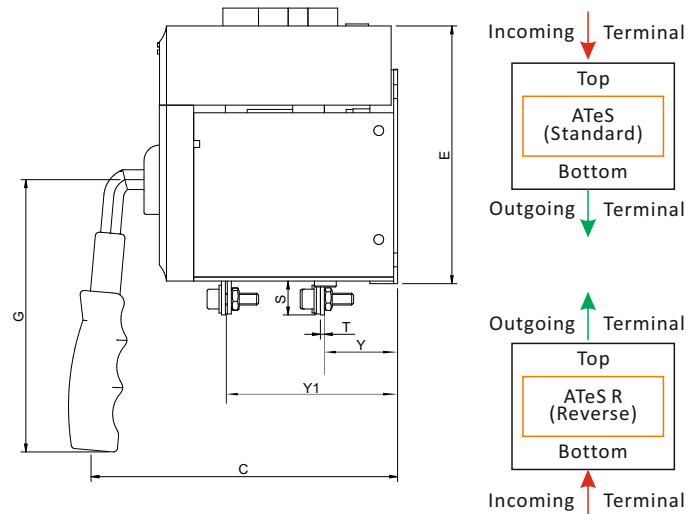 Incoming Terminal
Top
ATeS
(Standard)
Bottom
Outgoing Terminal
Outgoing Terminal
Top
ATeS R
(Reverse)
Bottom
Incoming Terminal
E
G
S
T
Y
Y1
C